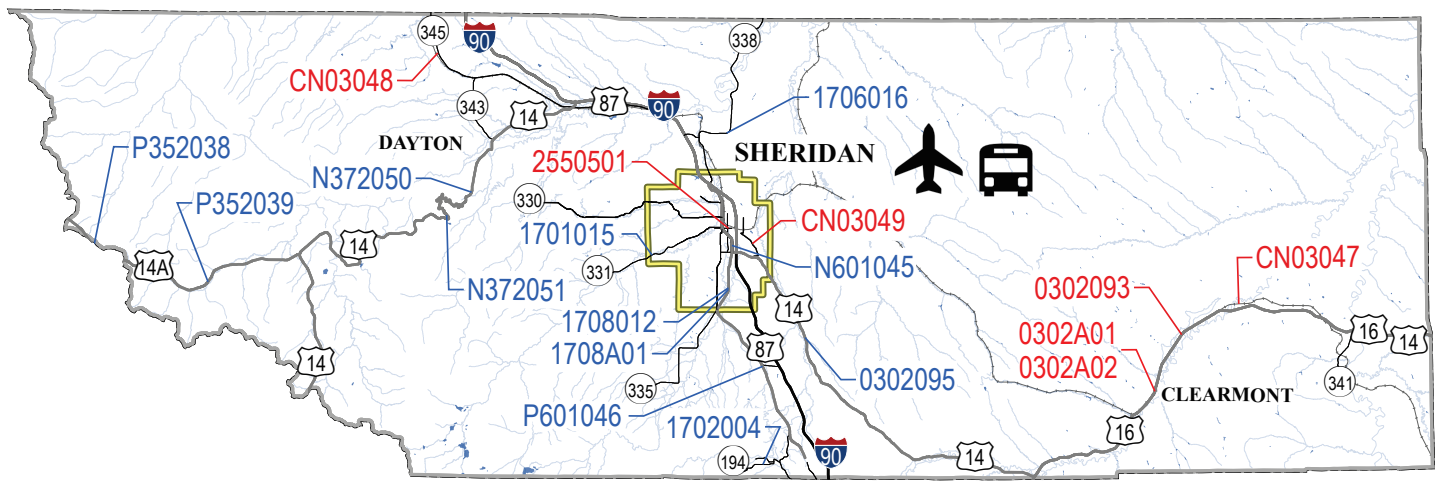 345
90
338
CN03048
87
90
1706016
343
14
DAYTON
SHERIDAN
P352038
2550501
N372050
P352039
330
CN03049
1701015
14
N601045
CN03047
14A
331
0302093
N372051
14
1708012
0302A01
16
14
1708A01
87
0302A02
14
335
0302095
341
CLEARMONT
P601046
1702004
16
194
90
14